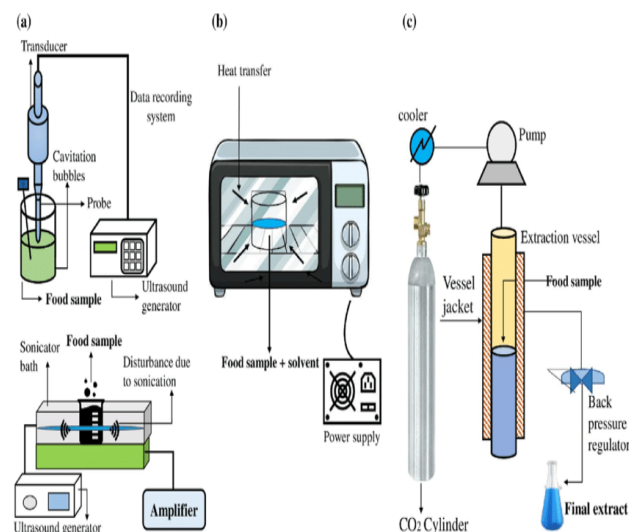 (a)
Transducer
Data recording
system
Cavitation
bubbles
Probe
Food sample
Ultrasound
generator
Sonicator
bath
Food sample
Disturbance due
to sonication
Ultrasound generator
Amplifier
(b)
Heat transfer
Food sample + solvent
Power supply
(c)
cooler
Pump
Extraction vessel
Food sample
Vessel
jacket
Back
pressure
regulator
Final extract
CO2 Cylinder